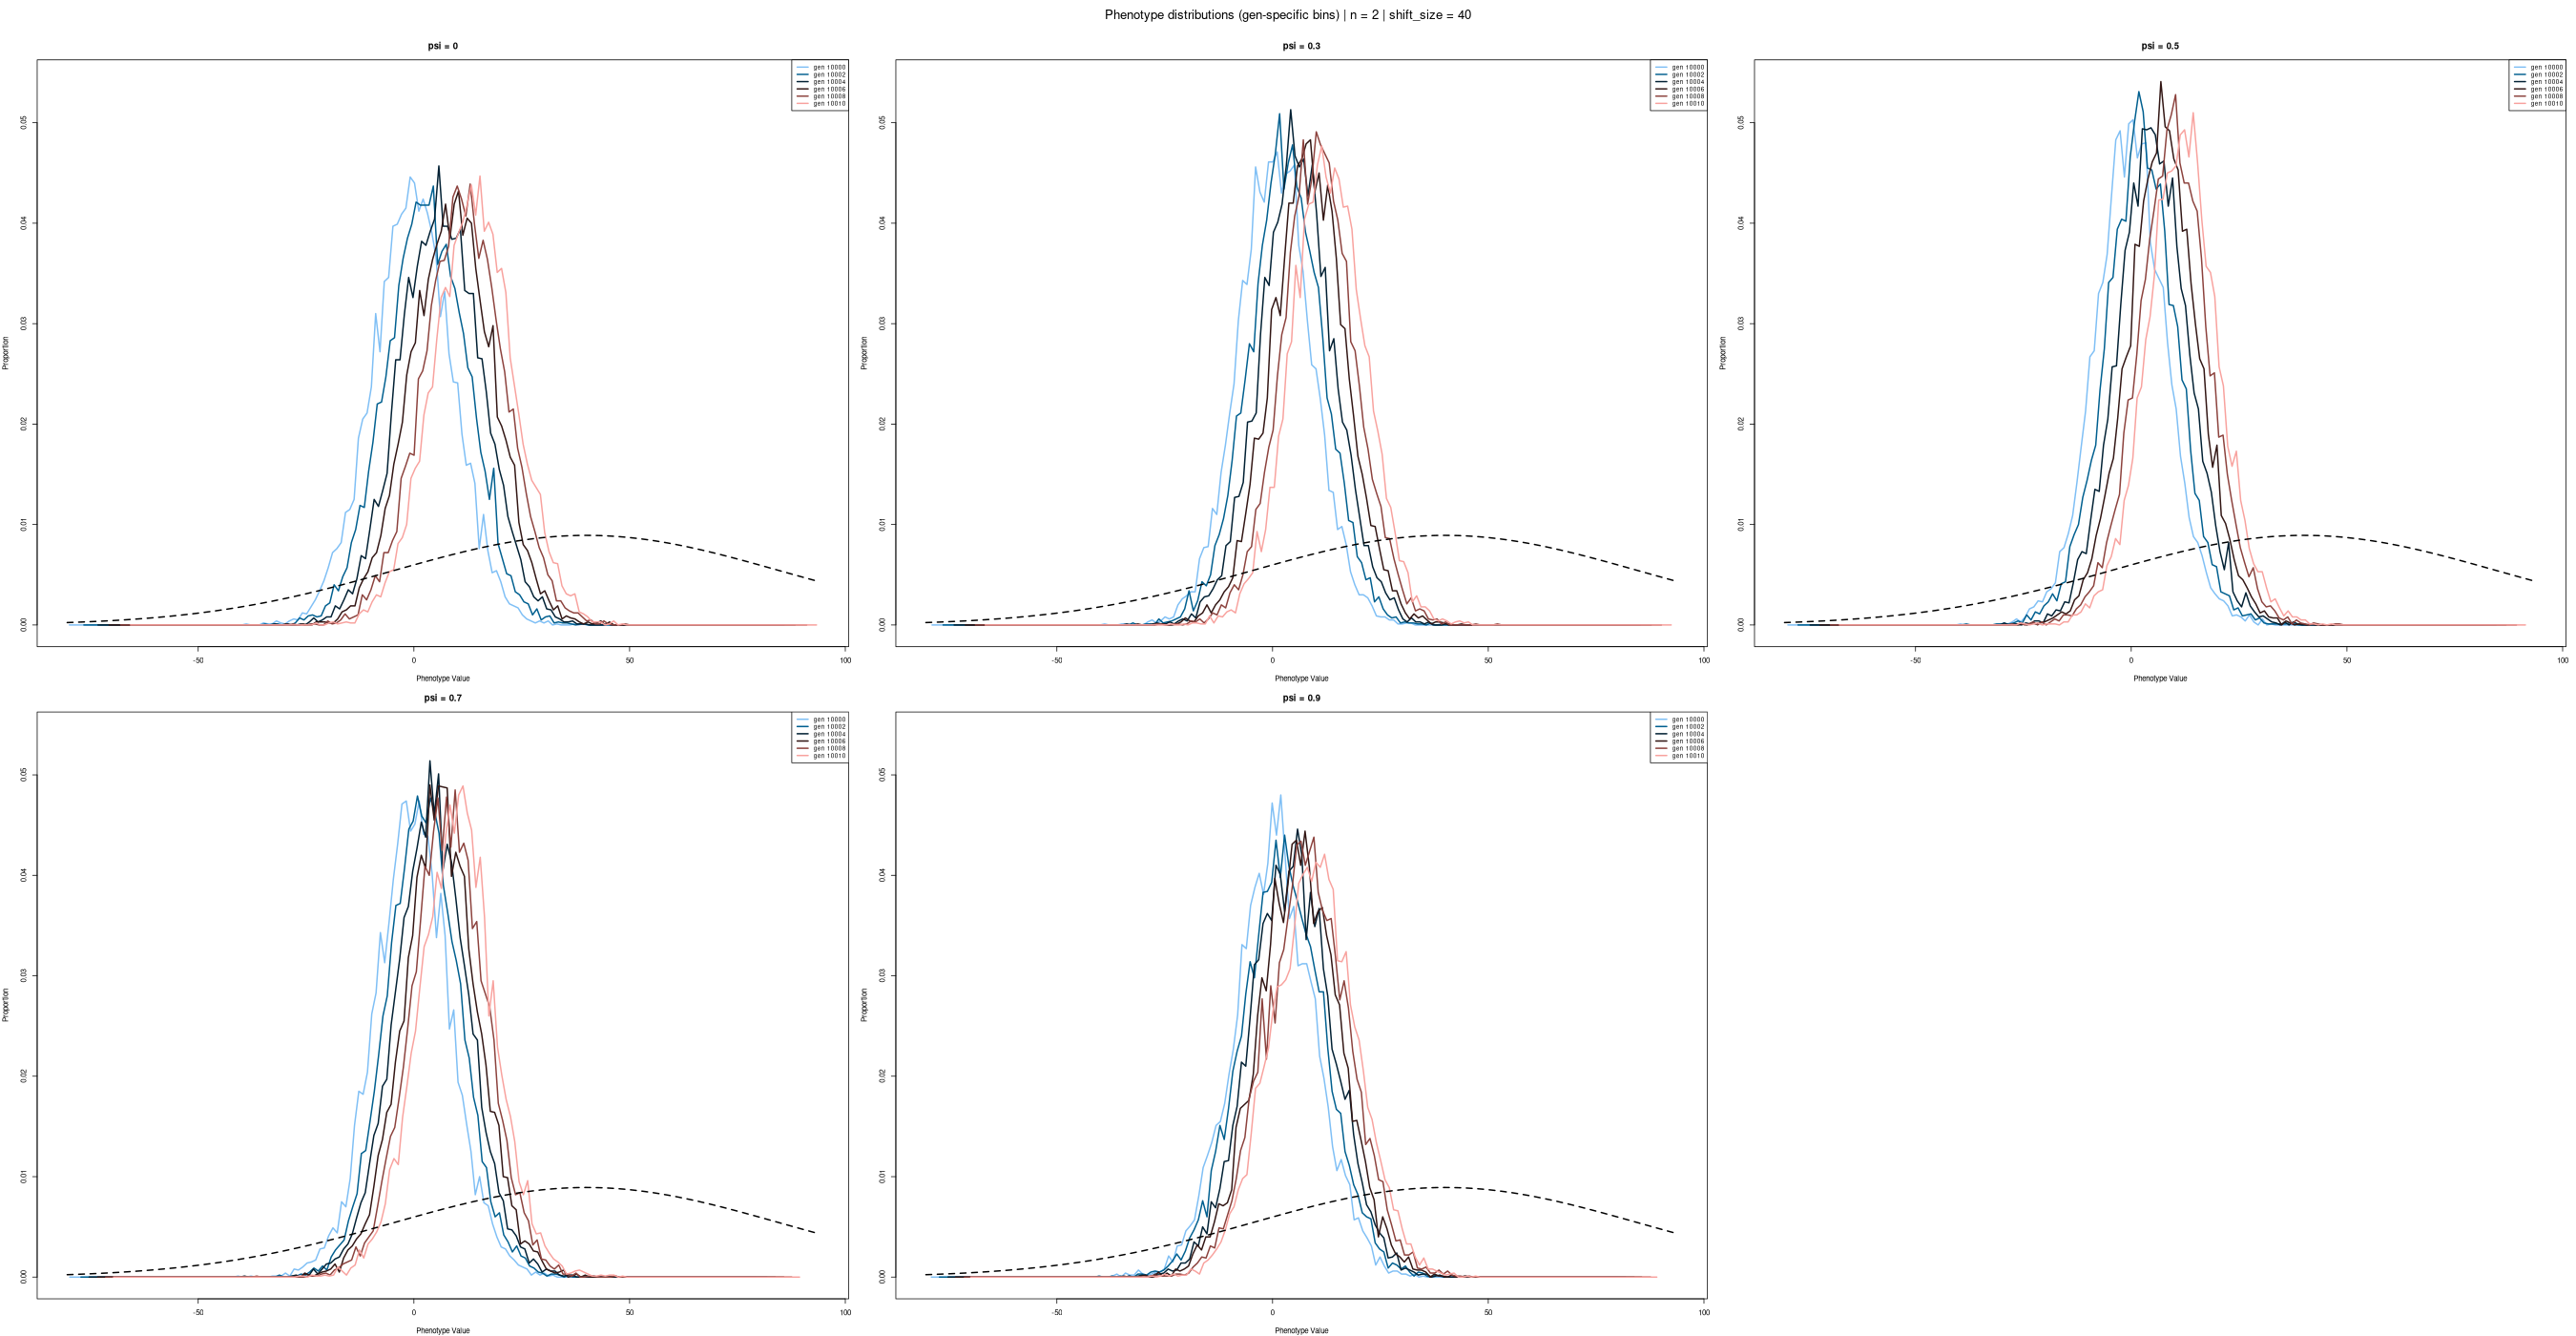 Phenotype distributions (gen-specific bins) | n = 2 | shift_size = 40
psi = 0
gen 10000
gen 10002
gen 10004
gen 10006
gen 10008
gen 10010
Proportion
0.05
0.04
0.03
0.02
0.01
0.00
-50 0 50 100
Phenotype Value
psi = 0.3
gen 10000
gen 10002
gen 10004
gen 10006
gen 10008
gen 10010
Proportion
0.05
0.04
0.03
0.02
0.01
0.00
-50 0 50 100
Phenotype Value
psi = 0.5
gen 10000
gen 10002
gen 10004
gen 10006
gen 10008
gen 10010
Proportion
0.05
0.04
0.03
0.02
0.01
0.00
-50 0 50 100
Phenotype Value
psi = 0.7
gen 10000
gen 10002
gen 10004
gen 10006
gen 10008
gen 10010
Proportion
0.05
0.04
0.03
0.02
0.01
0.00
-50 0 50 100
Phenotype Value
psi = 0.9
gen 10000
gen 10002
gen 10004
gen 10006
gen 10008
gen 10010
Proportion
0.05
0.04
0.03
0.02
0.01
0.00
-50 0 50 100
Phenotype Value